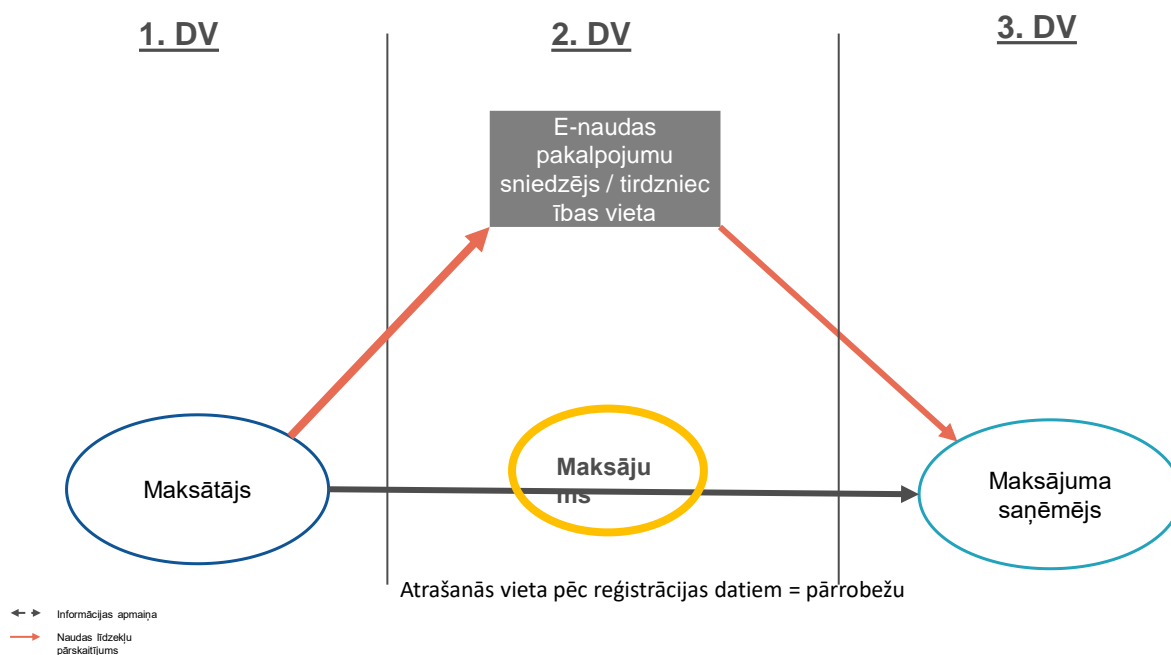 1. DV
2. DV
3. DV
E-naudas
pakalpojumu
sniedzējs / tirdzniec
ības vieta
Maksātājs
Maksāju
ms
Maksājuma
saņēmējs
Atrašanās vieta pēc reģistrācijas datiem = pārrobežu
Informācijas apmaiņa
Naudas līdzekļu
pārskaitījums